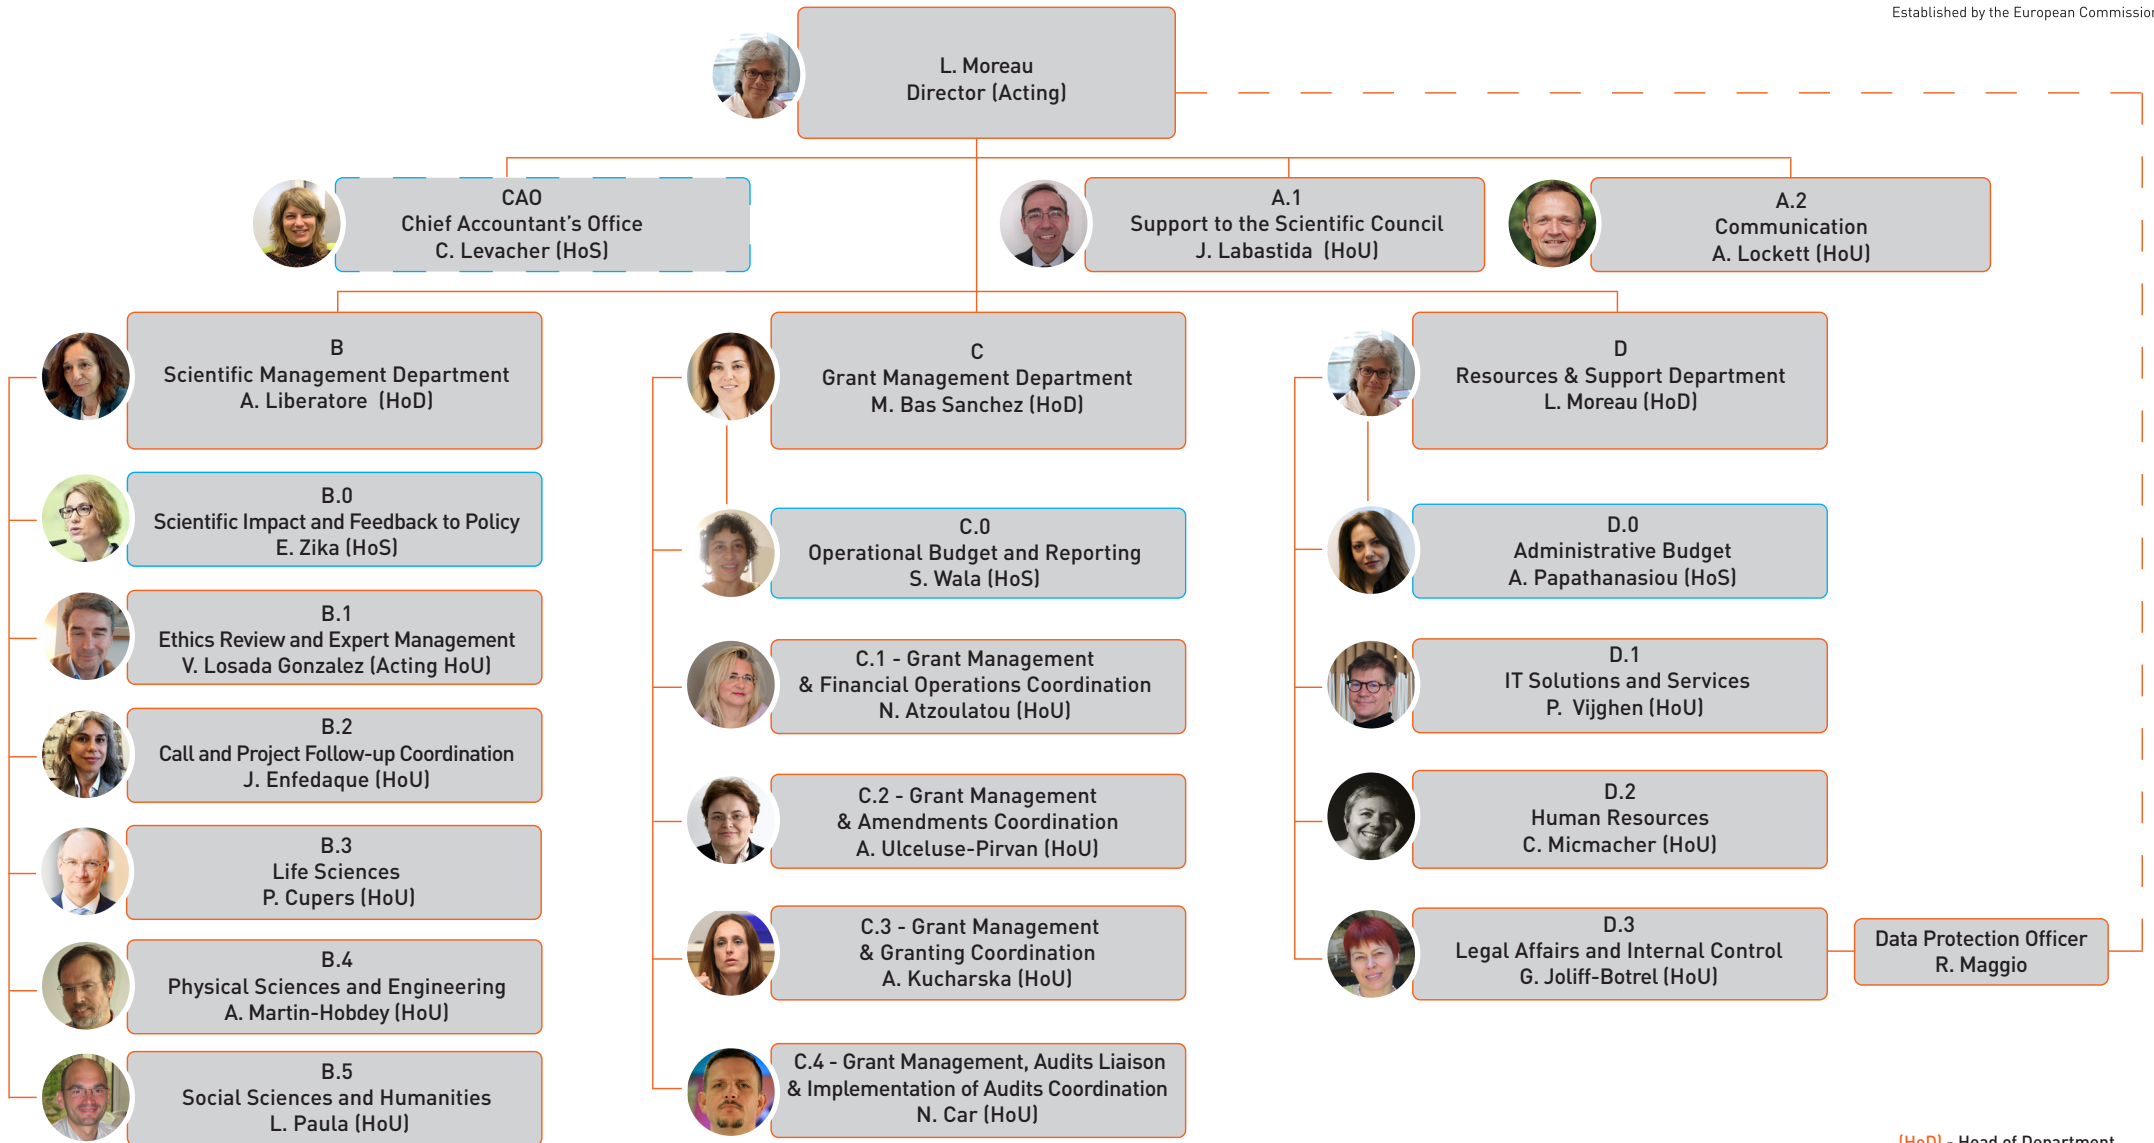 Established by the European Commission
L. Moreau
Director (Acting)
CAO
Chief Accountant's Office
C. Levacher (HoS)
A.1
Support to the Scientific Council
J. Labastida (HoU)
A.2
Communication
A. Lockett (HoU)
B
Scientific Management Department
A. Liberatore (HoD)
B.0
Scientific Impact and Feedback to Policy
E. Zika (HoS)
B.1
Ethics Review and Expert Management
V. Losada Gonzalez (Acting HoU)
B.2
Call and Project Follow-up Coordination
J. Enfedaque (HoU)
B.3
Life Sciences
P. Cupers (HoU)
B.4
Physical Sciences and Engineering
A. Martin-Hobdey (HoU)
B.5
Social Sciences and Humanities
L. Paula (HoU)
C
Grant Management Department
M. Bas Sanchez (HoD)
C.0
Operational Budget and Reporting
S. Wala (HoS)
C.1 - Grant Management
& Financial Operations Coordination
N. Atzoulatou (HoU)
C.2 - Grant Management
& Amendments Coordination
A. Ulceluse-Pirvan (HoU)
C.3 - Grant Management
& Granting Coordination
A. Kucharska (HoU)
C.4 - Grant Management, Audits Liaison
& Implementation of Audits Coordination
N. Car (HoU)
D
Resources & Support Department
L. Moreau (HoD)
D.0
Administrative Budget
A. Papathanasiou (HoS)
D.1
IT Solutions and Services
P. Vijghen (HoU)
D.2
Human Resources
C. Micmacher (HoU)
D.3
Legal Affairs and Internal Control
G. Joliff-Botrel (HoU)
Data Protection Officer
R. Maggio
(HoD) - Head of Department